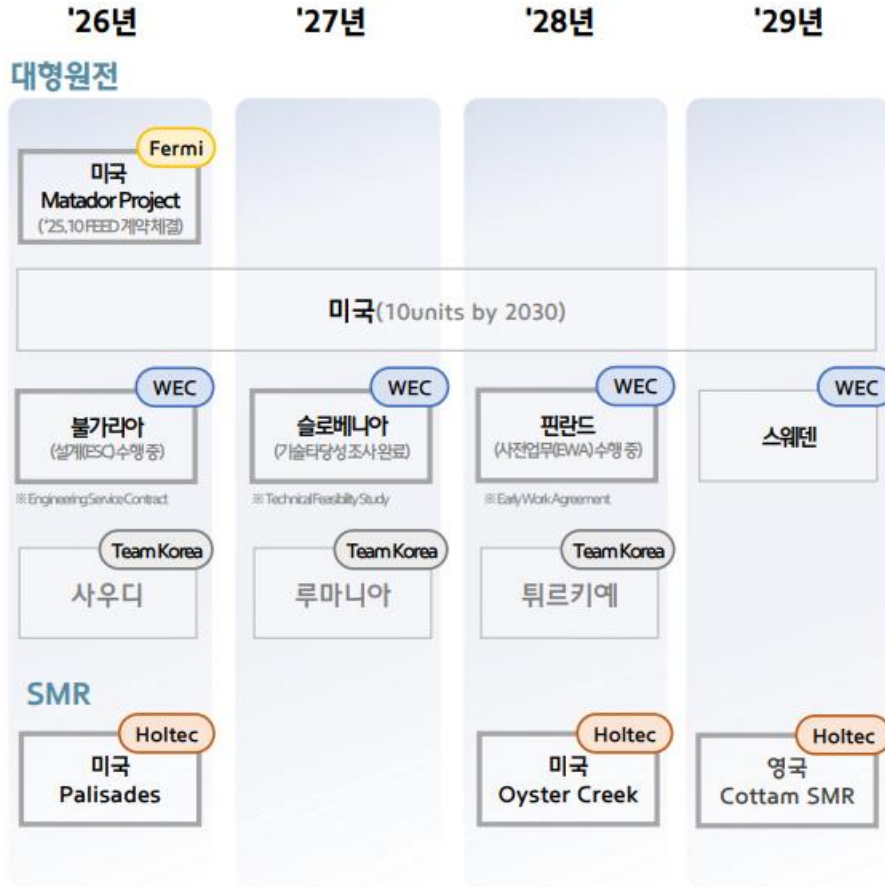 '26년 '27년 '28년 '29년
대형원전
Fermi
미국
Matador Project
('25.10 FEED 계약 체결)
미국(10units by 2030)
WEC
불가리아
(설계(ESC) 수행 중)
※ Engineering Service Contract
WEC
슬로베니아
(기술타당성 조사 완료)
※ Technical Feasibility Study
WEC
핀란드
(사전업무(EWA) 수행 중)
※ Early Work Agreement
WEC
스웨덴
Team Korea
사우디
Team Korea
루마니아
Team Korea
튀르키예
SMR
Holtec
미국
Palisades
Holtec
미국
Oyster Creek
Holtec
영국
Cottam SMR